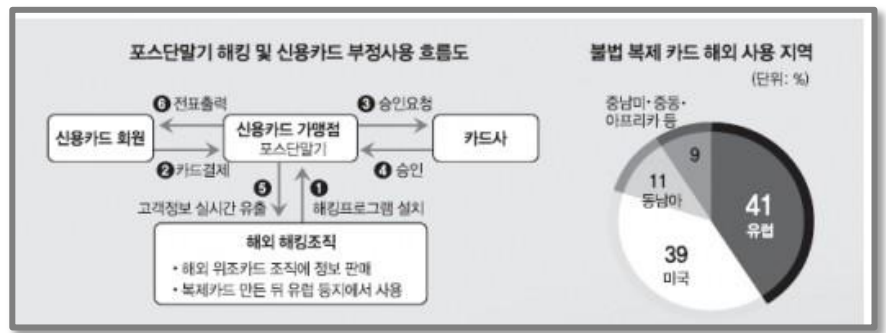 포스단말기 해킹 및 신용카드 부정사용 흐름도
❻ 전표출력
❸ 승인요청
신용카드 회원
신용카드 가맹점
포스단말기
카드사
❷ 카드결제
❹ 승인
❺
고객정보 실시간 유출
❶
해킹프로그램 설치
해외 해킹조직
• 해외 위조카드 조직에 정보 판매
• 복제카드 만든 뒤 유럽 등지에서 사용
불법 복제 카드 해외 사용 지역
(단위: %)
중남미·중동·
아프리카 등
9
11
동남아
41
유럽
39
미국